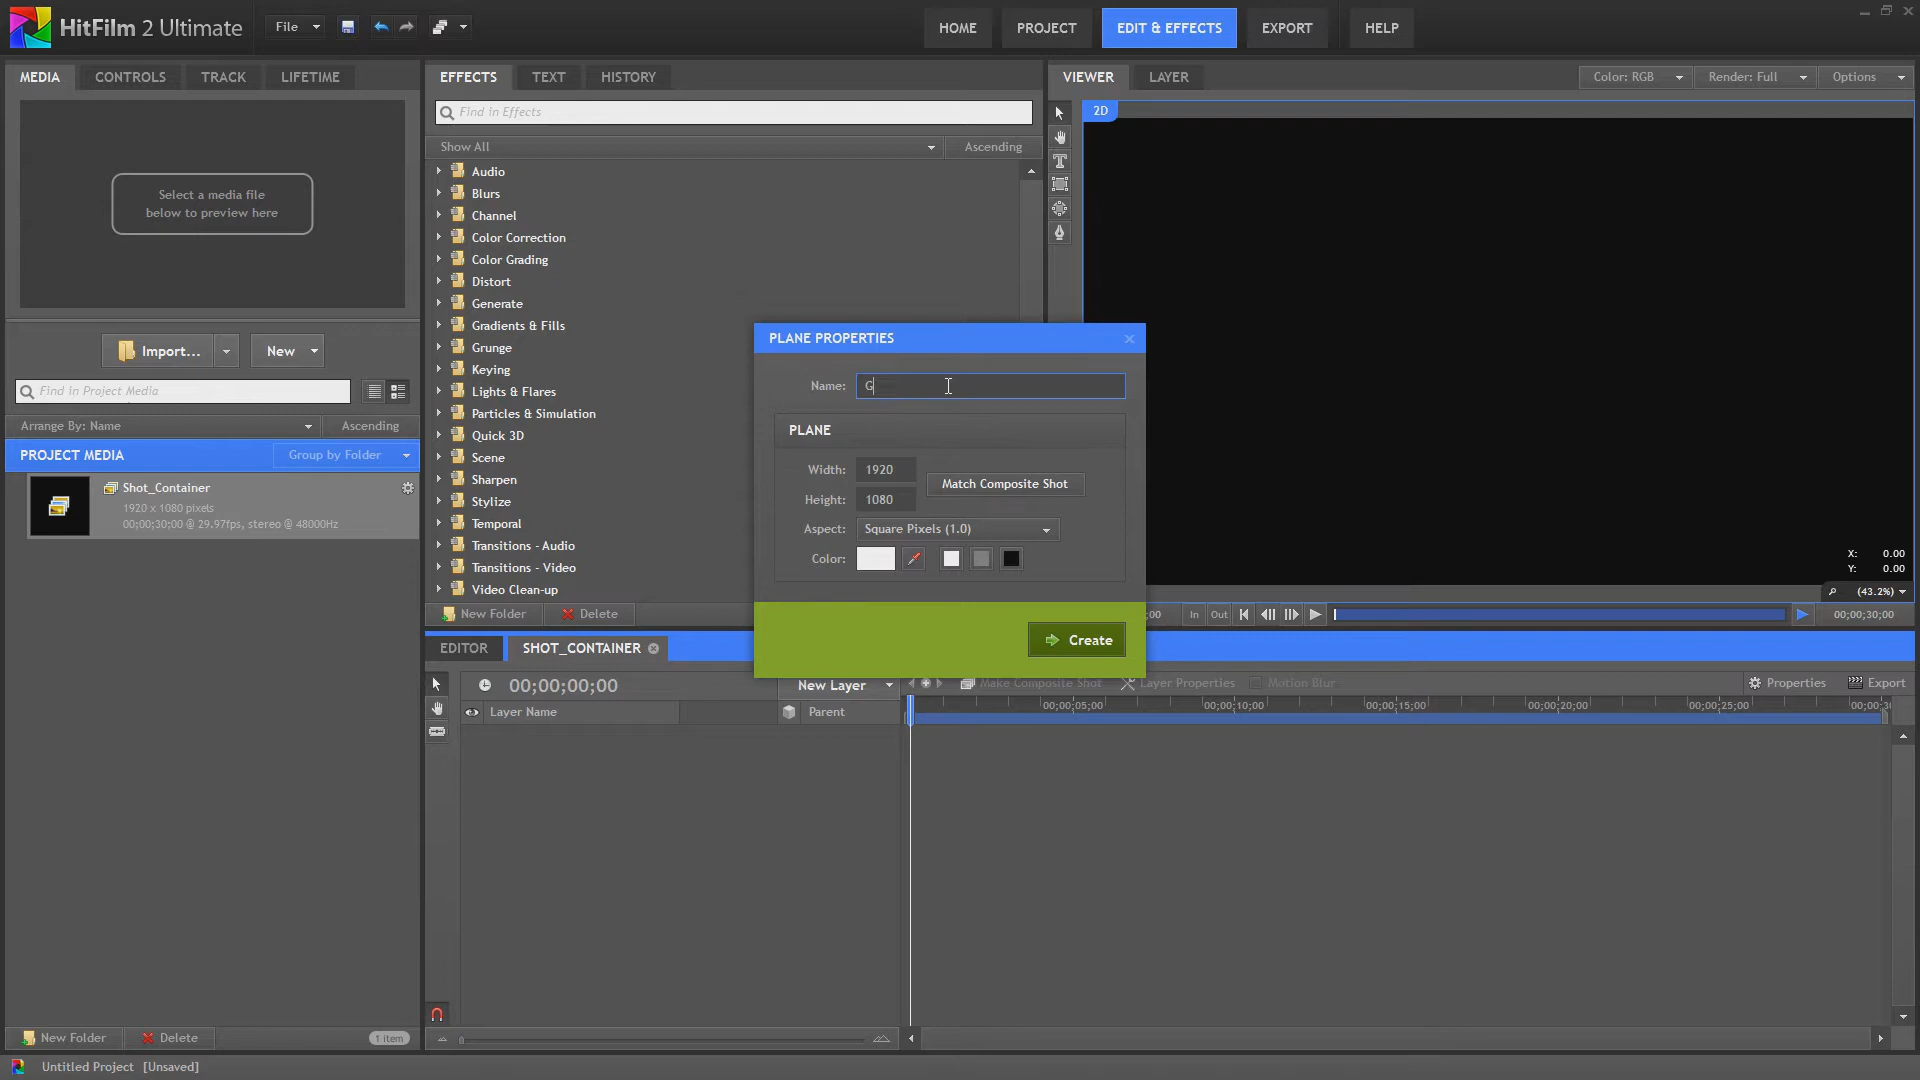 HitFilm 2 Ultimate
File
HOME
PROJECT
EDIT & EFFECTS
EXPORT
HELP
MEDIA
CONTROLS
TRACK
LIFETIME
EFFECTS
TEXT
HISTORY
VIEWER
LAYER
Color: RGB
Render: Full
Options
Select a media file
below to preview here
Find in Effects
Show All
Ascending
2D
Audio
Blurs
Channel
Color Correction
Color Grading
Distort
Generate
Gradients & Fills
Grunge
Keying
Lights & Flares
Particles & Simulation
Quick 3D
Scene
Sharpen
Stylize
Temporal
Transitions - Audio
Transitions - Video
Video Clean-up
New Folder
Delete
Import...
New
Find in Project Media
Arrange By: Name
Ascending
PROJECT MEDIA
Group by Folder
Shot_Container
1920 x 1080 pixels
00;00;30;00 @ 29.97fps, stereo @ 48000Hz
PLANE PROPERTIES
Name: G
PLANE
Width: 1920
Match Composite Shot
Height: 1080
Aspect: Square Pixels (1.0)
Color:
Create
X: 0.00
Y: 0.00
(43.2%)
;00
In
Out
00;00;30;00
EDITOR
SHOT_CONTAINER
00;00;00;00
New Layer
Make Composite Shot
Layer Properties
Motion Blur
Properties
Export
Layer Name
Parent
00;00;05;00
00;00;10;00
00;00;15;00
00;00;20;00
00;00;25;00
00;00;3
New Folder
Delete
1 item
Untitled Project [Unsaved]